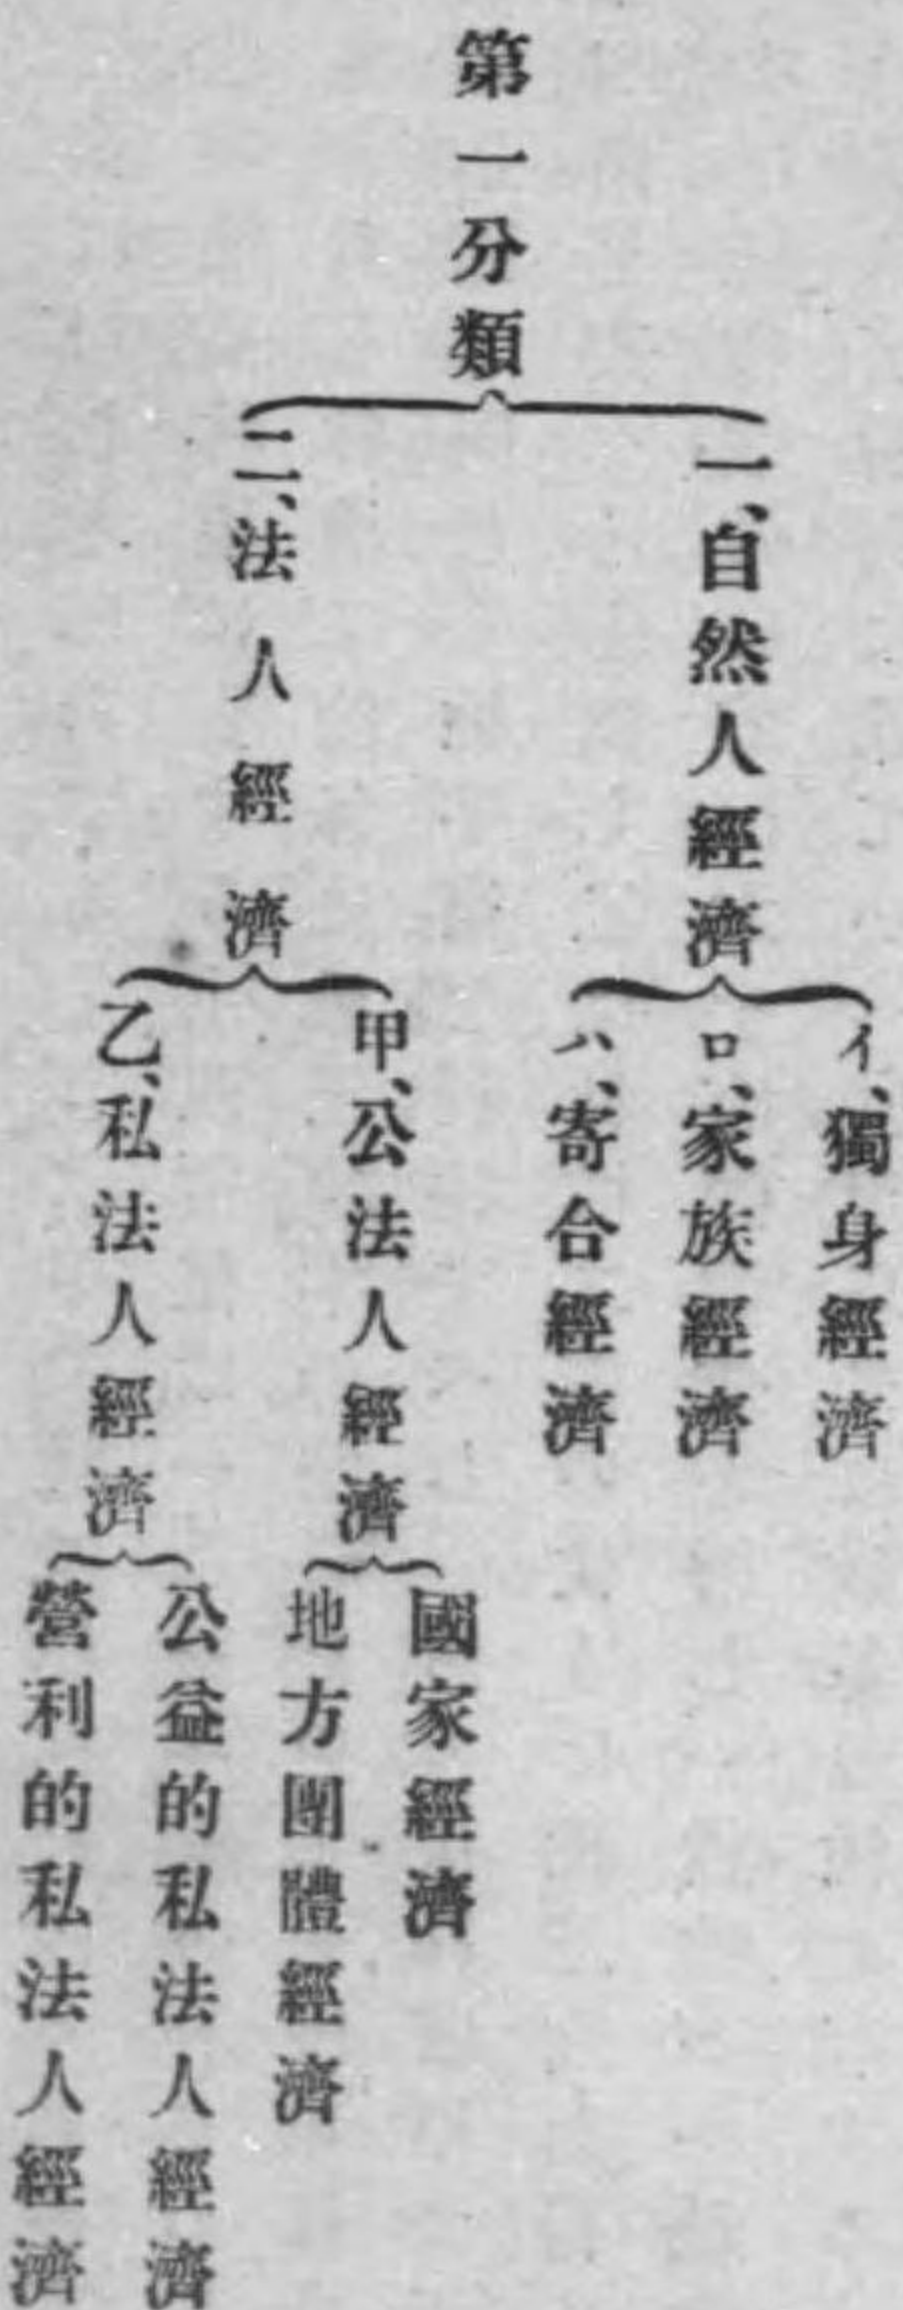 第一分類
一、自然人經濟
イ、獨身經濟
ロ、家族經濟
ハ、寄合經濟
二、法人經濟
甲、公法人經濟
國家經濟
地方團體經濟
乙、私法人經濟
公益的私法人經濟
營利的私法人經濟